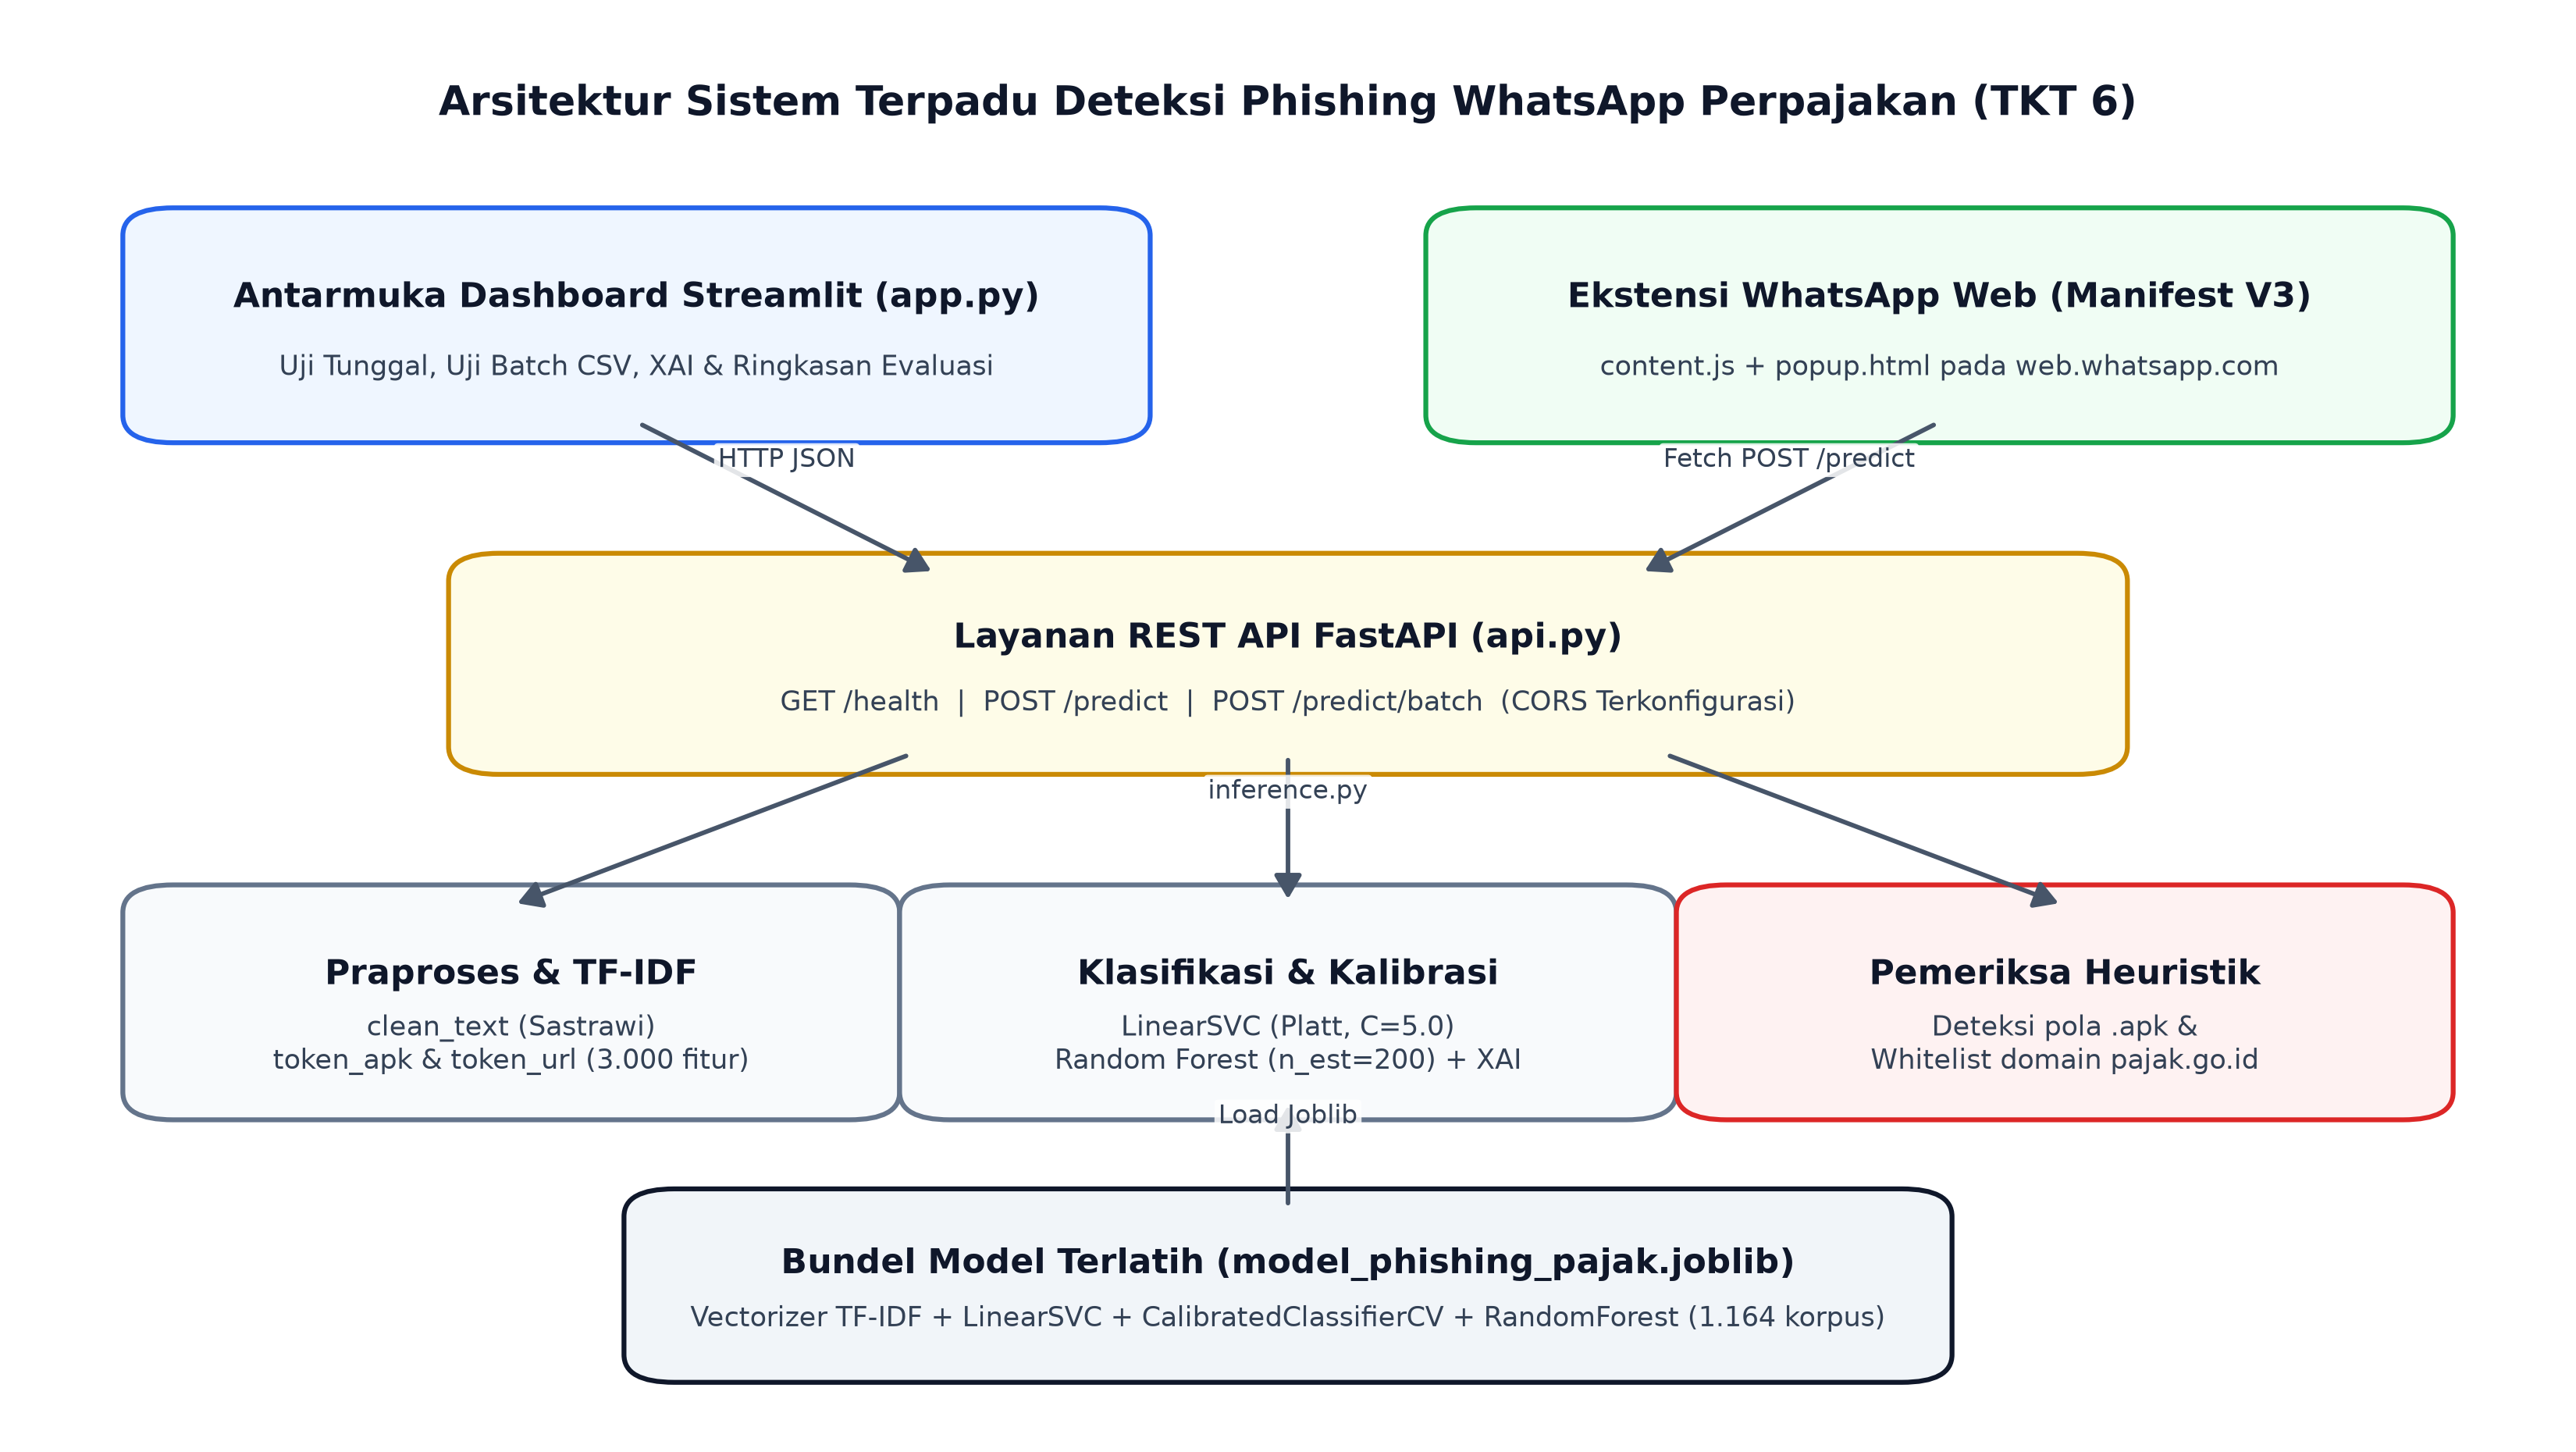 Arsitektur Sistem Terpadu Deteksi Phishing WhatsApp Perpajakan (TKT 6)
Antarmuka Dashboard Streamlit (app.py)
Uji Tunggal, Uji Batch CSV, XAI & Ringkasan Evaluasi
Ekstensi WhatsApp Web (Manifest V3)
content.js + popup.html pada web.whatsapp.com
HTTP JSON
Fetch POST /predict
Layanan REST API FastAPI (api.py)
GET /health | POST /predict | POST /predict/batch (CORS Terkonfigurasi)
inference.py
Praproses & TF-IDF
clean_text (Sastrawi)
token_apk & token_url (3.000 fitur)
Klasifikasi & Kalibrasi
LinearSVC (Platt, C=5.0)
Random Forest (n_est=200) + XAI
Pemeriksa Heuristik
Deteksi pola .apk &
Whitelist domain pajak.go.id
Load Joblib
Bundel Model Terlatih (model_phishing_pajak.joblib)
Vectorizer TF-IDF + LinearSVC + CalibratedClassifierCV + RandomForest (1.164 korpus)